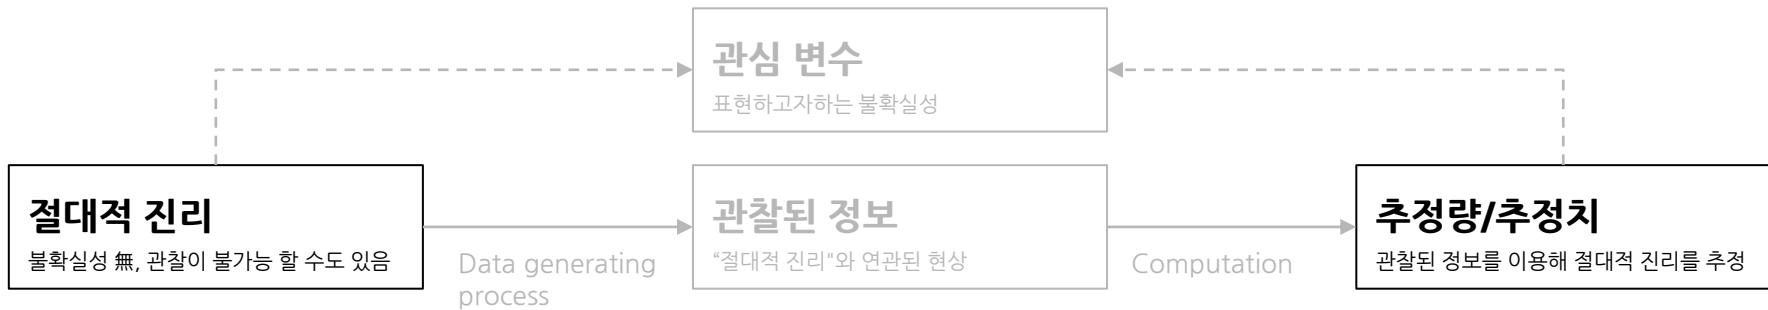 관심 변수
표현하고자하는 불확실성
절대적 진리
불확실성 無, 관찰이 불가능 할 수도 있음
Data generating
process
관찰된 정보
“절대적 진리"와 연관된 현상
Computation
추정량/추정치
관찰된 정보를 이용해 절대적 진리를 추정